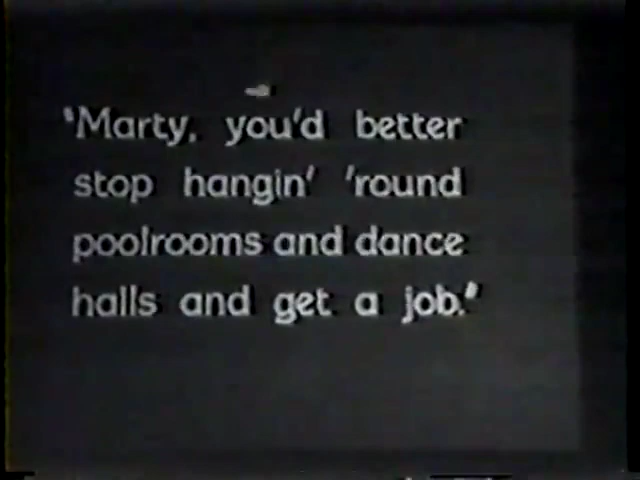 'Marty, you'd better
stop hangin' 'round
poolrooms and dance
halls and get a job.'